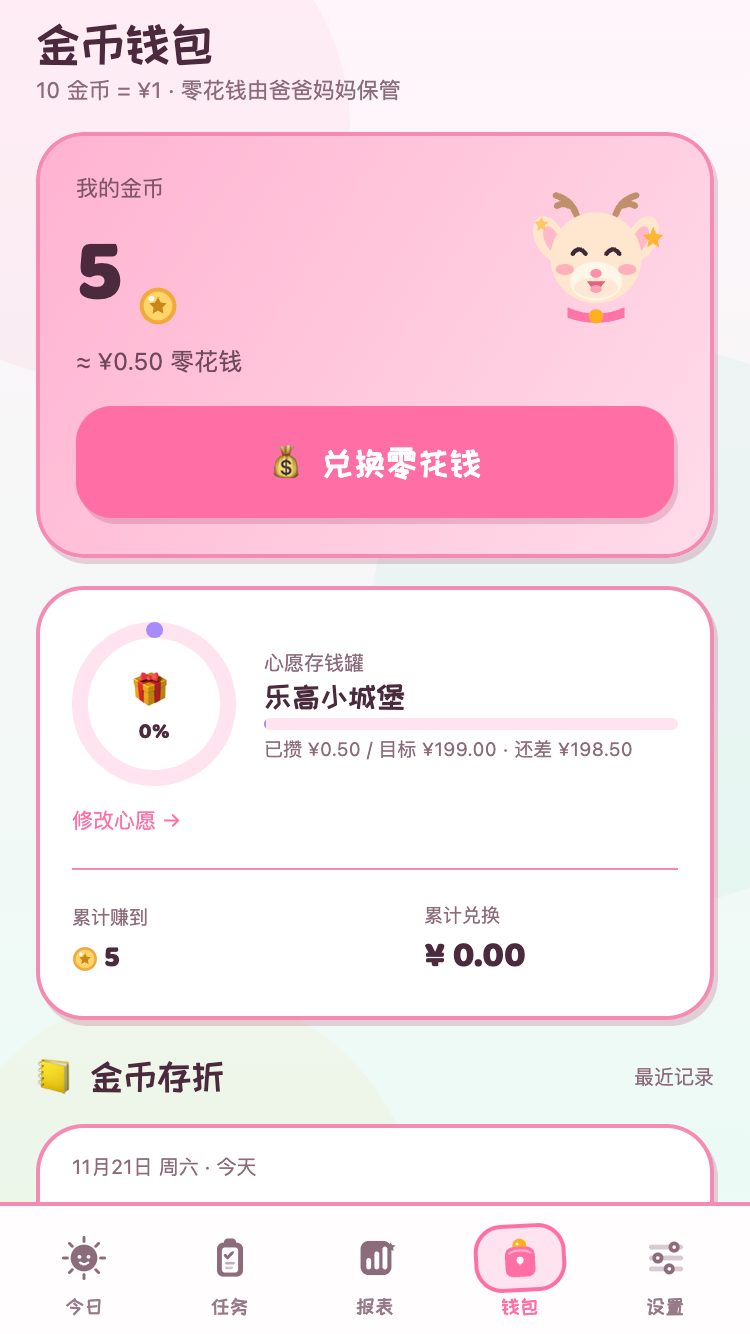 金币钱包
10 金币 = ¥1 · 零花钱由爸爸妈妈保管
我的金币
5
≈ ¥0.50 零花钱
兑换零花钱
0%
心愿存钱罐
乐高小城堡
已攒 ¥0.50 / 目标 ¥199.00 · 还差 ¥198.50
修改心愿 →
累计赚到
5
累计兑换
¥ 0.00
金币存折
最近记录
11月21日 周六 · 今天
今日
任务
报表
钱包
设置